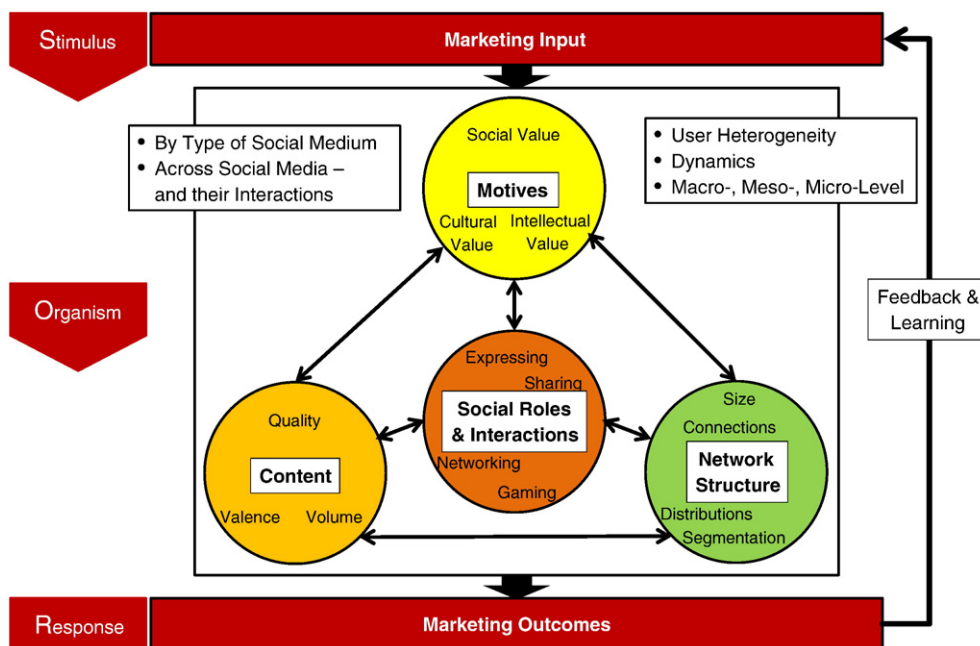 Stimulus
Marketing Input
• By Type of Social Medium
• Across Social Media –
and their Interactions
• User Heterogeneity
• Dynamics
• Macro-, Meso-, Micro-Level
Social Value
Motives
Cultural
Value
Intellectual
Value
Organism
Feedback &
Learning
Expressing
Sharing
Social Roles
& Interactions
Networking
Gaming
Quality
Content
Valence
Volume
Size
Connections
Network
Structure
Distributions
Segmentation
Response
Marketing Outcomes